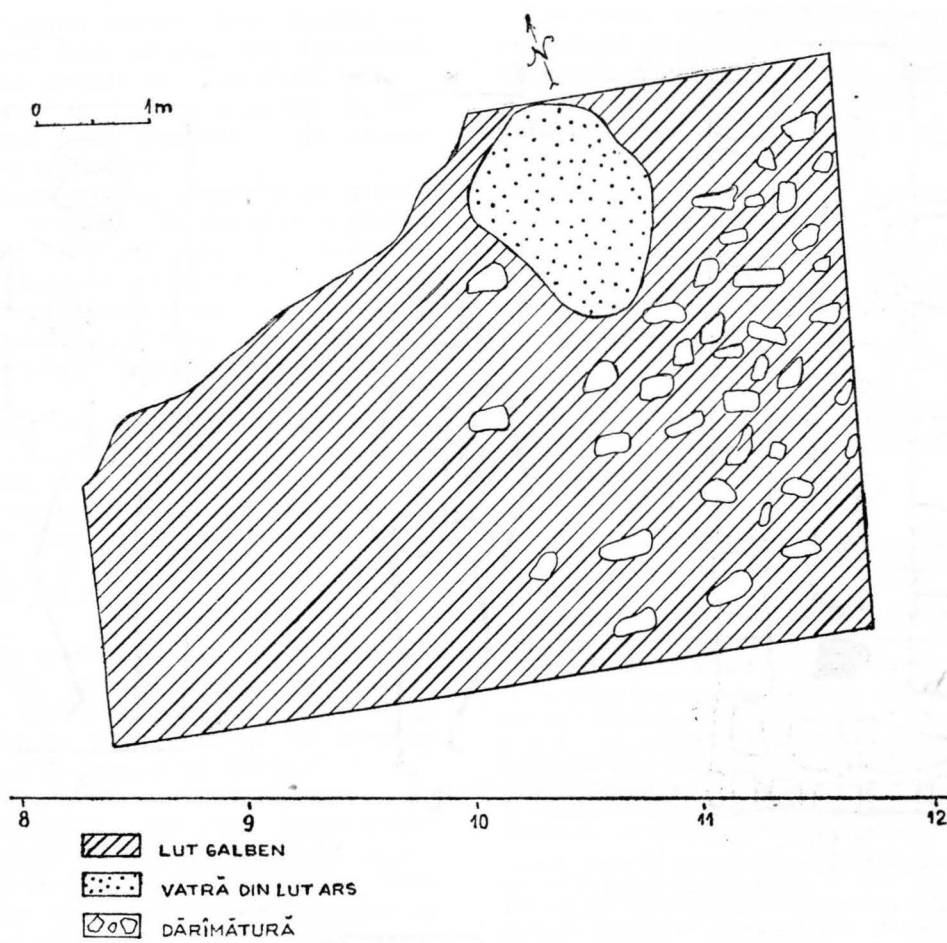 N
0 1m
8 9 10 11 12
LUT GALBEN
VATRĂ DIN LUT ARS
DĂRÎMĂTURĂ